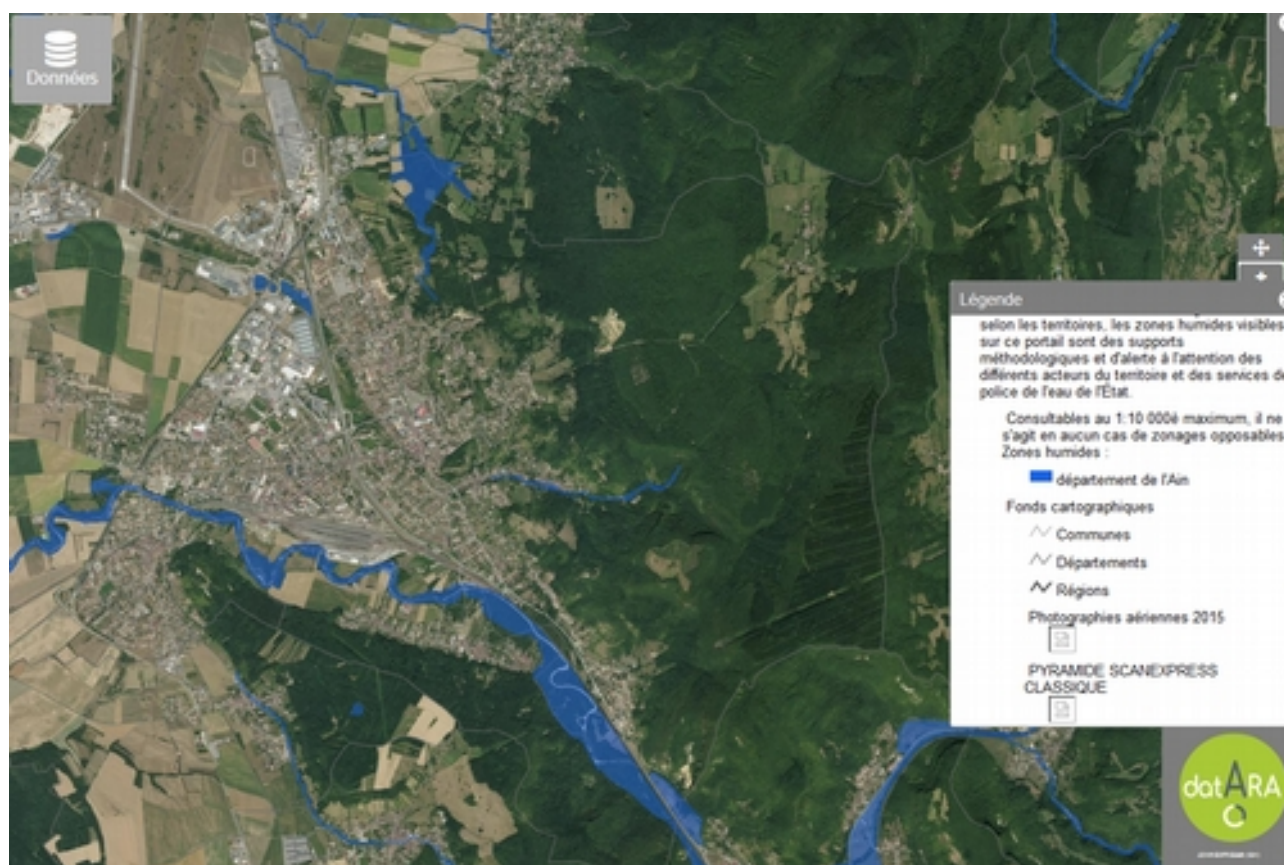 Données
Légende
selon les territoires, les zones humides visibles
sur ce portail sont des supports
méthodologiques et d'alerte à l'attention des
différents acteurs du territoire et des services de
police de l'eau de l'État.
Consultables au 1:10 000è maximum, il ne
s'agit en aucun cas de zonages opposables
Zones humides :
département de l'Ain
Fonds cartographiques
Communes
Départements
Régions
Photographies aériennes 2015
PYRAMIDE SCANEXPRESS
CLASSIQUE
datARA